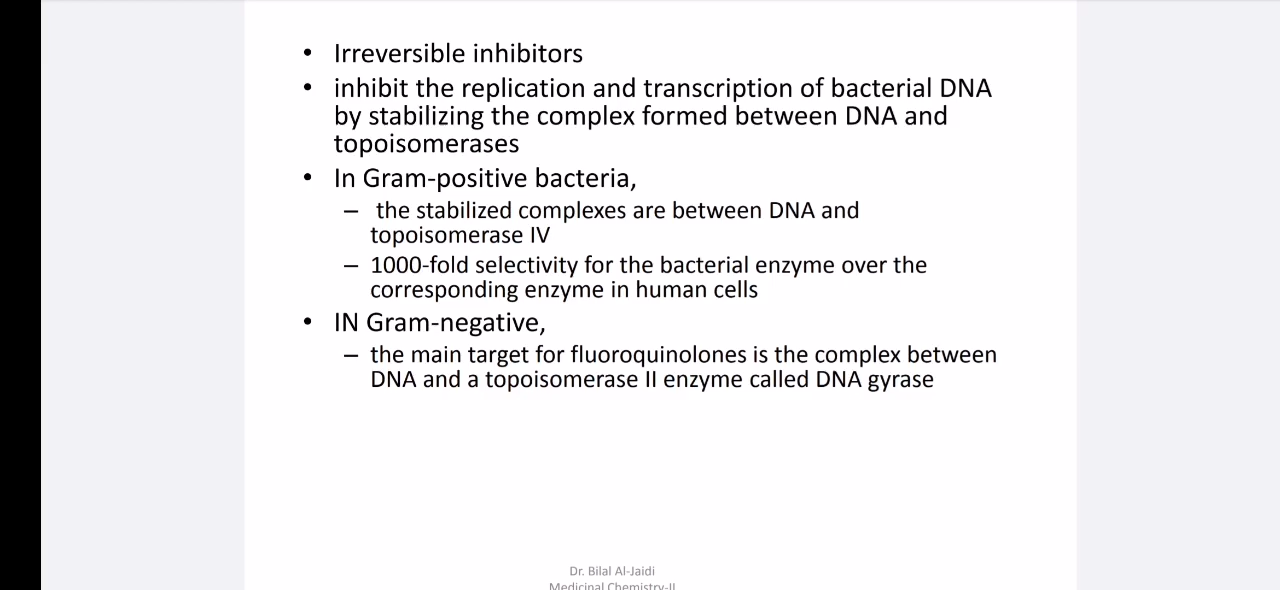 • Irreversible inhibitors
• inhibit the replication and transcription of bacterial DNA
by stabilizing the complex formed between DNA and
topoisomerases
• In Gram-positive bacteria,
– the stabilized complexes are between DNA and
topoisomerase IV
– 1000-fold selectivity for the bacterial enzyme over the
corresponding enzyme in human cells
• IN Gram-negative,
– the main target for fluoroquinolones is the complex between
DNA and a topoisomerase II enzyme called DNA gyrase
Dr. Bilal Al-Jaidi
Medicinal Chemistry-II